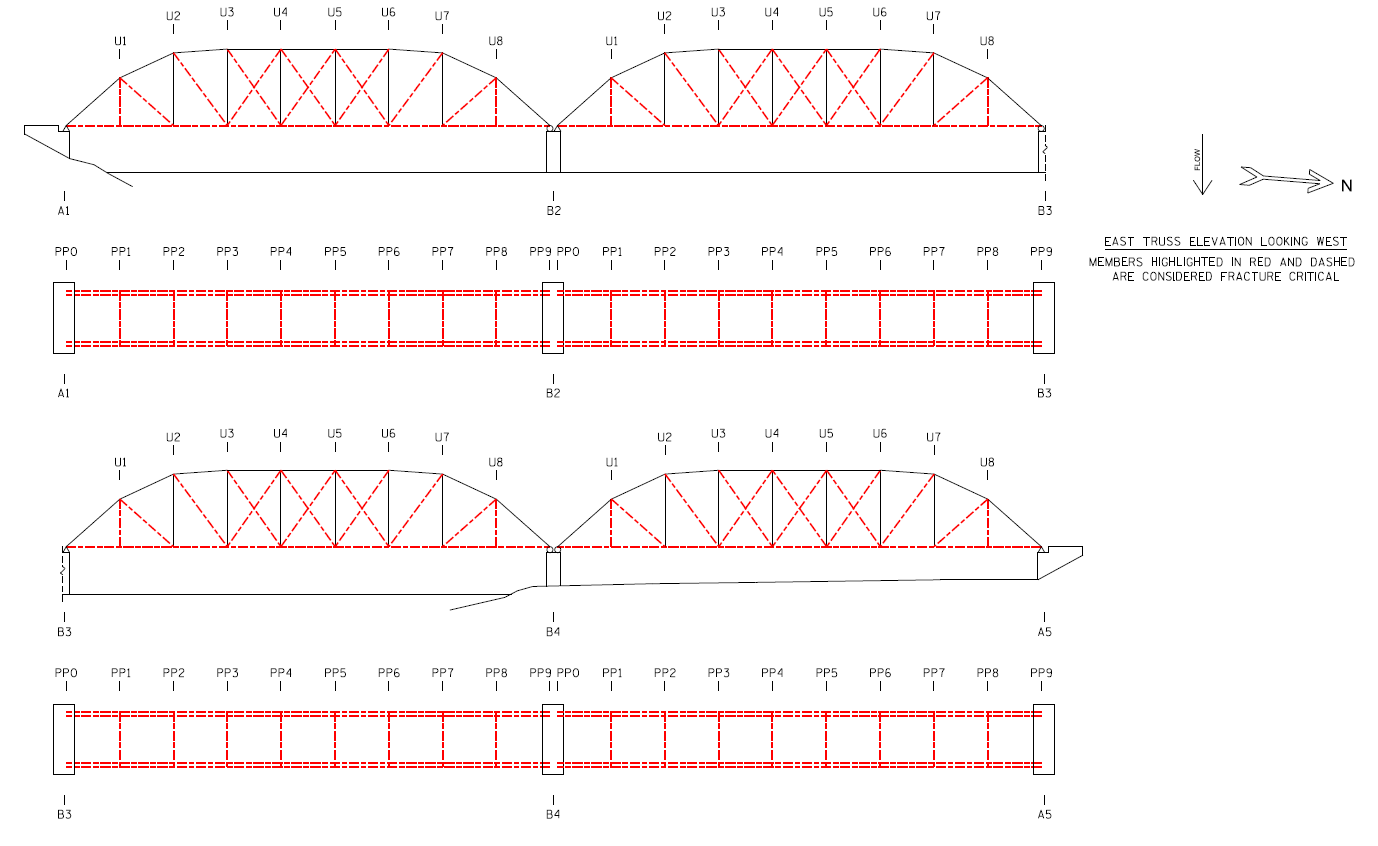 U1 U2 U3 U4 U5 U6 U7 U8 U1 U2 U3 U4 U5 U6 U7 U8
FLOW
N
A1 B2 B3
EAST TRUSS ELEVATION LOOKING WEST
MEMBERS HIGHLIGHTED IN RED AND DASHED
ARE CONSIDERED FRACTURE CRITICAL
PP0 PP1 PP2 PP3 PP4 PP5 PP6 PP7 PP8 PP9 PP0 PP1 PP2 PP3 PP4 PP5 PP6 PP7 PP8 PP9
A1 B2 B3
U1 U2 U3 U4 U5 U6 U7 U8 U1 U2 U3 U4 U5 U6 U7 U8
B3 B4 A5
PP0 PP1 PP2 PP3 PP4 PP5 PP6 PP7 PP8 PP9 PP0 PP1 PP2 PP3 PP4 PP5 PP6 PP7 PP8 PP9
B3 B4 A5